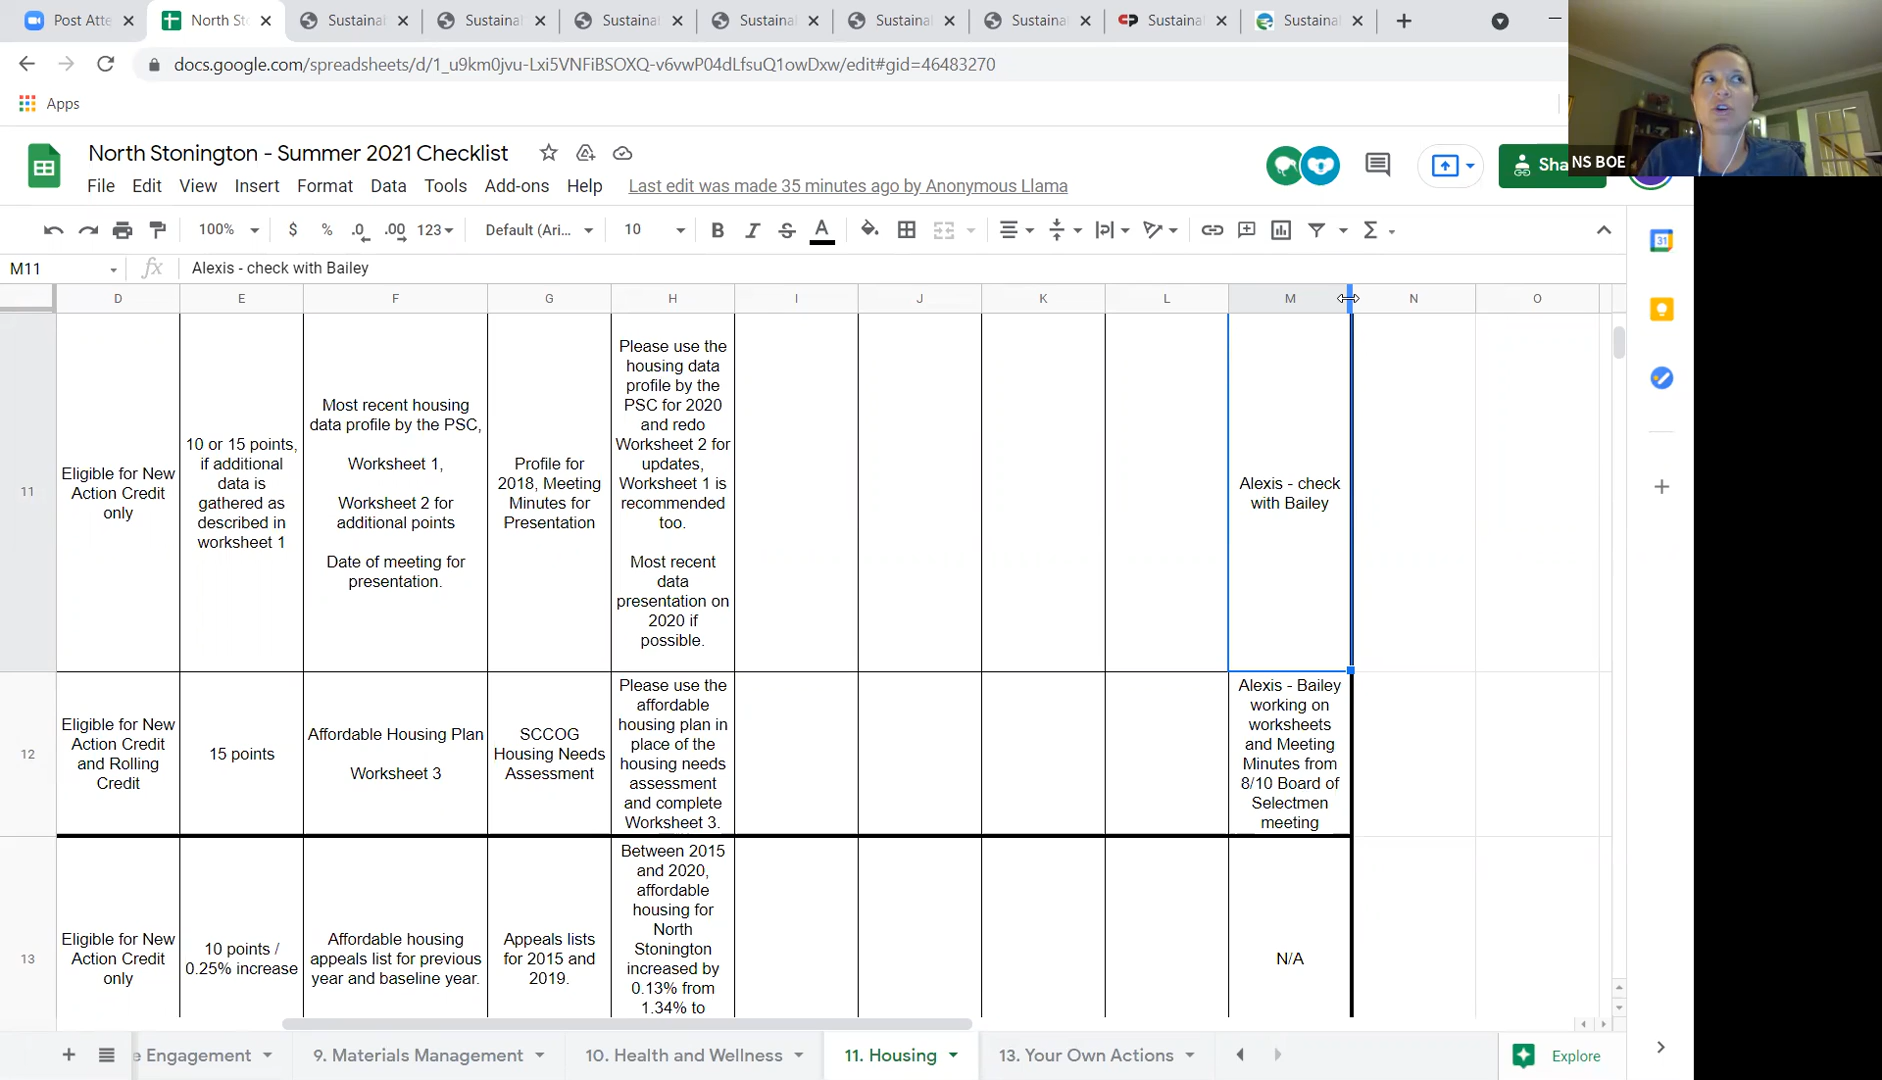 Post Atte
North Sto
Sustainal
Sustainal
Sustainal
Sustainal
Sustainal
Sustainal
Sustainal
Sustainal
docs.google.com/spreadsheets/d/1_u9km0jvu-Lxi5VNFiBSOXQ-v6vwP04dLfsuQ1owDxw/edit#gid=46483270
Apps
NS BOE
North Stonington - Summer 2021 Checklist
Sha
File Edit View Insert Format Data Tools Add-ons Help Last edit was made 35 minutes ago by Anonymous Llama
100% $ % .0 .00 123 Default (Ari... 10 B I S A Σ
M11 fx Alexis - check with Bailey
D E F G H I J K L M N O
11
Eligible for New
Action Credit
only
10 or 15 points,
if additional
data is
gathered as
described in
worksheet 1
Most recent housing
data profile by the PSC,
Worksheet 1,
Worksheet 2 for
additional points
Date of meeting for
presentation.
Profile for
2018, Meeting
Minutes for
Presentation
Please use the
housing data
profile by the
PSC for 2020
and redo
Worksheet 2 for
updates,
Worksheet 1 is
recommended
too.
Most recent
data
presentation on
2020 if
possible.
Alexis - check
with Bailey
12
Eligible for New
Action Credit
and Rolling
Credit
15 points
Affordable Housing Plan
Worksheet 3
SCCOG
Housing Needs
Assessment
Please use the
affordable
housing plan in
place of the
housing needs
assessment
and complete
Worksheet 3.
Alexis - Bailey
working on
worksheets
and Meeting
Minutes from
8/10 Board of
Selectmen
meeting
13
Eligible for New
Action Credit
only
10 points /
0.25% increase
Affordable housing
appeals list for previous
year and baseline year.
Appeals lists
for 2015 and
2019.
Between 2015
and 2020,
affordable
housing for
North
Stonington
increased by
0.13% from
1.34% to
N/A
e Engagement
9. Materials Management
10. Health and Wellness
11. Housing
13. Your Own Actions
Explore
31